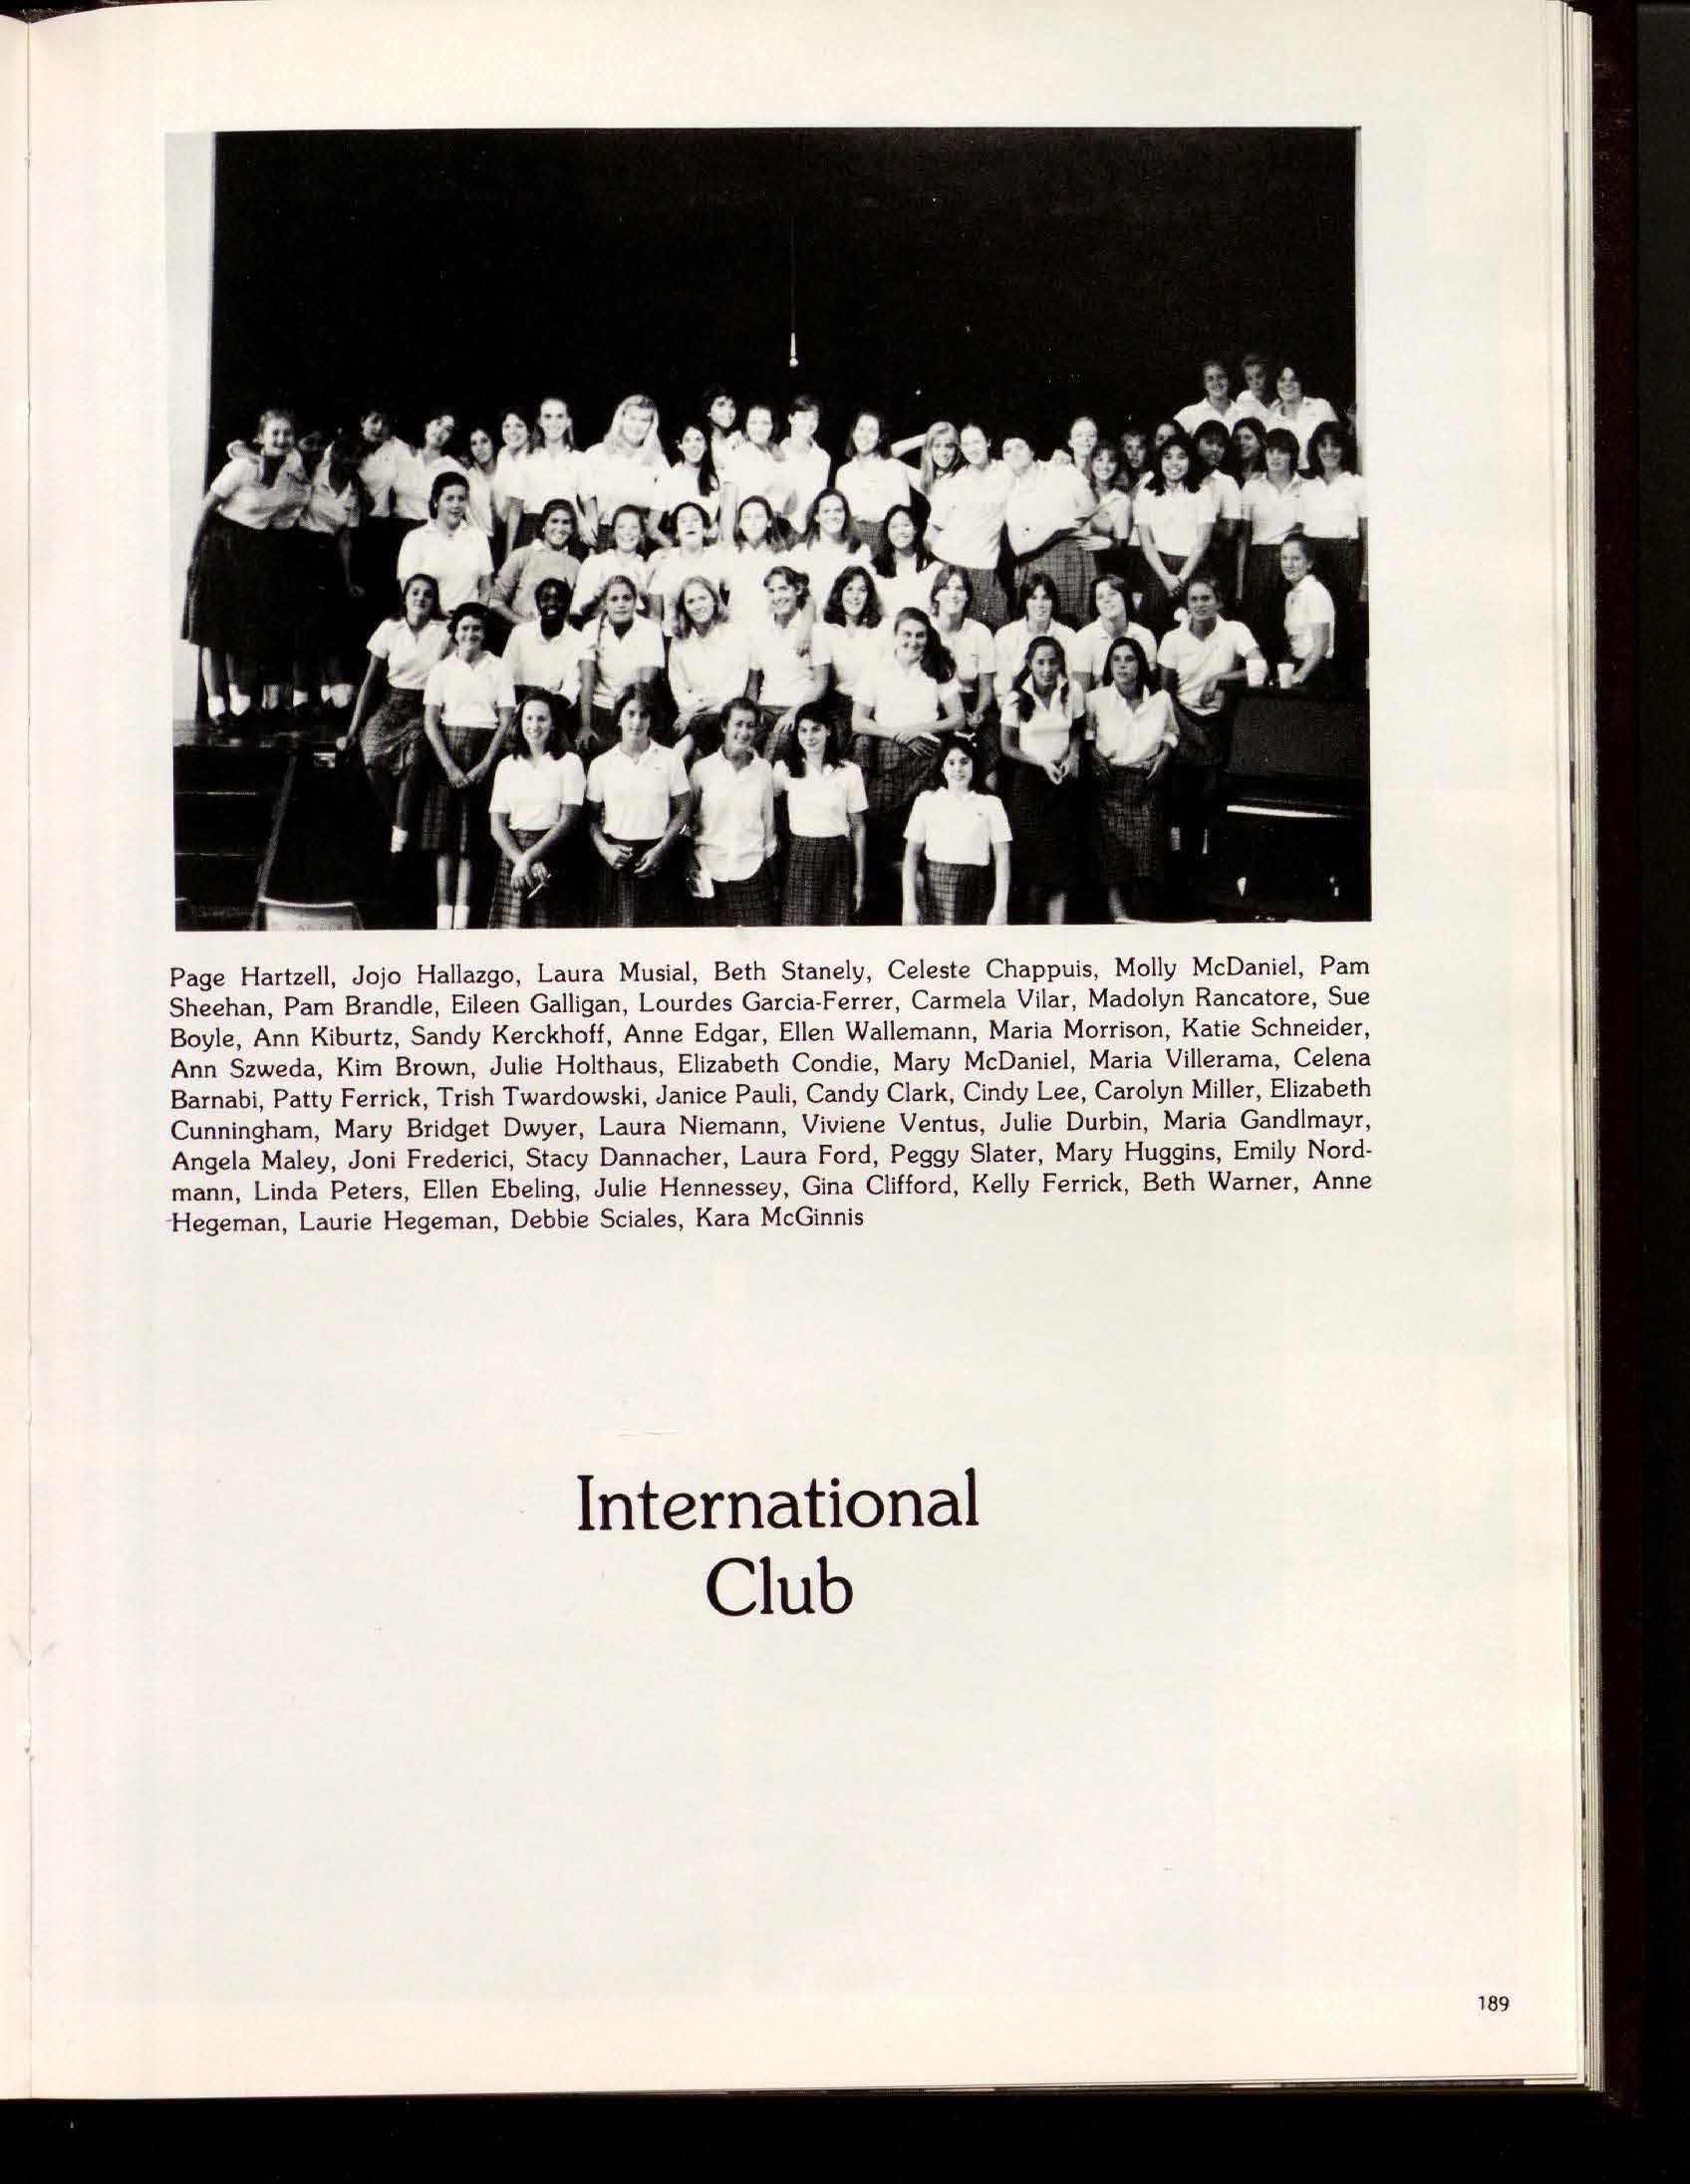 Page Hartzell, Jojo Hallazgo, Laura Musial, Beth Stanely, Celeste Chappuis, Molly McDaniel, Pam
Sheehan, Pam Brandle, Eileen Galligan, Lourdes Garcia-Ferrer, Carmela Vilar, Madolyn Rancatore, Sue
Boyle, Ann Kiburtz, Sandy Kerckhoff, Anne Edgar, Ellen Wallemann, Maria Morrison, Katie Schneider,
Ann Szweda, Kim Brown, Julie Holthaus, Elizabeth Condie, Mary McDaniel, Maria Villerama, Celena
Barnabi, Patty Ferrick, Trish Twardowski, Janice Pauli, Candy Clark, Cindy Lee, Carolyn Miller, Elizabeth
Cunningham, Mary Bridget Dwyer, Laura Niemann, Viviene Ventus, Julie Durbin, Maria Gandlmayr,
Angela Maley, Joni Frederici, Stacy Dannacher, Laura Ford, Peggy Slater, Mary Huggins, Emily Nord-
mann, Linda Peters, Ellen Ebeling, Julie Hennessey, Gina Clifford, Kelly Ferrick, Beth Warner, Anne
Hegeman, Laurie Hegeman, Debbie Sciales, Kara McGinnis
International
Club
189